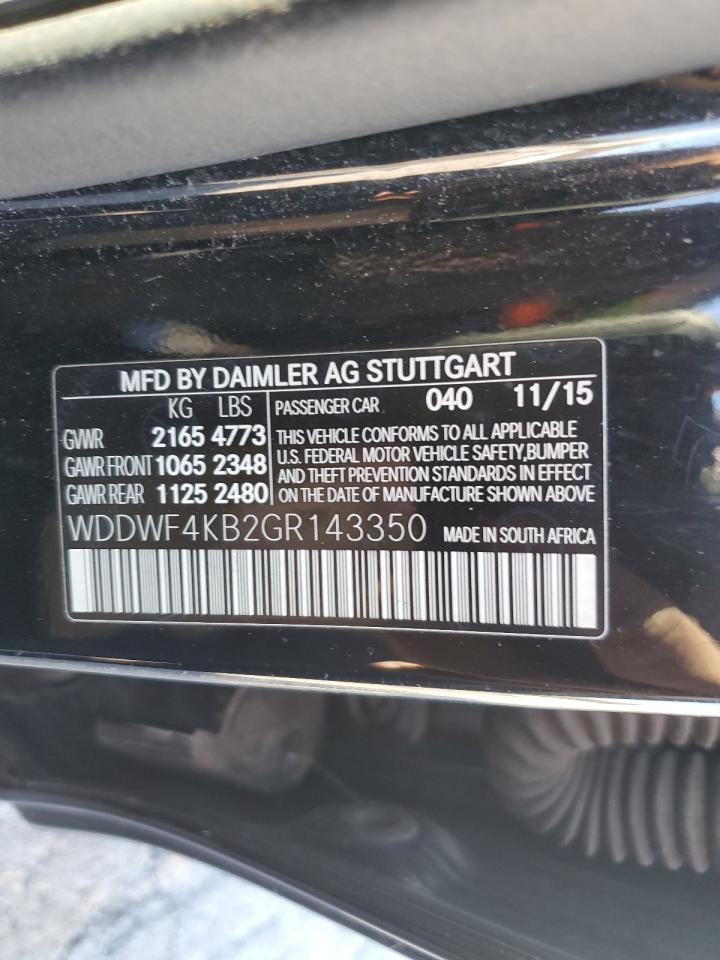 MFD BY DAIMLER AG STUTTGART
KG LBS
GVWR 2165 4773
GAWR FRONT 1065 2348
GAWR REAR 1125 2480
PASSENGER CAR 040 11/15
THIS VEHICLE CONFORMS TO ALL APPLICABLE
U.S. FEDERAL MOTOR VEHICLE SAFETY,BUMPER
AND THEFT PREVENTION STANDARDS IN EFFECT
ON THE DATE OF MANUFACTURE SHOWN ABOVE
WDDWF4KB2GR143350 MADE IN SOUTH AFRICA